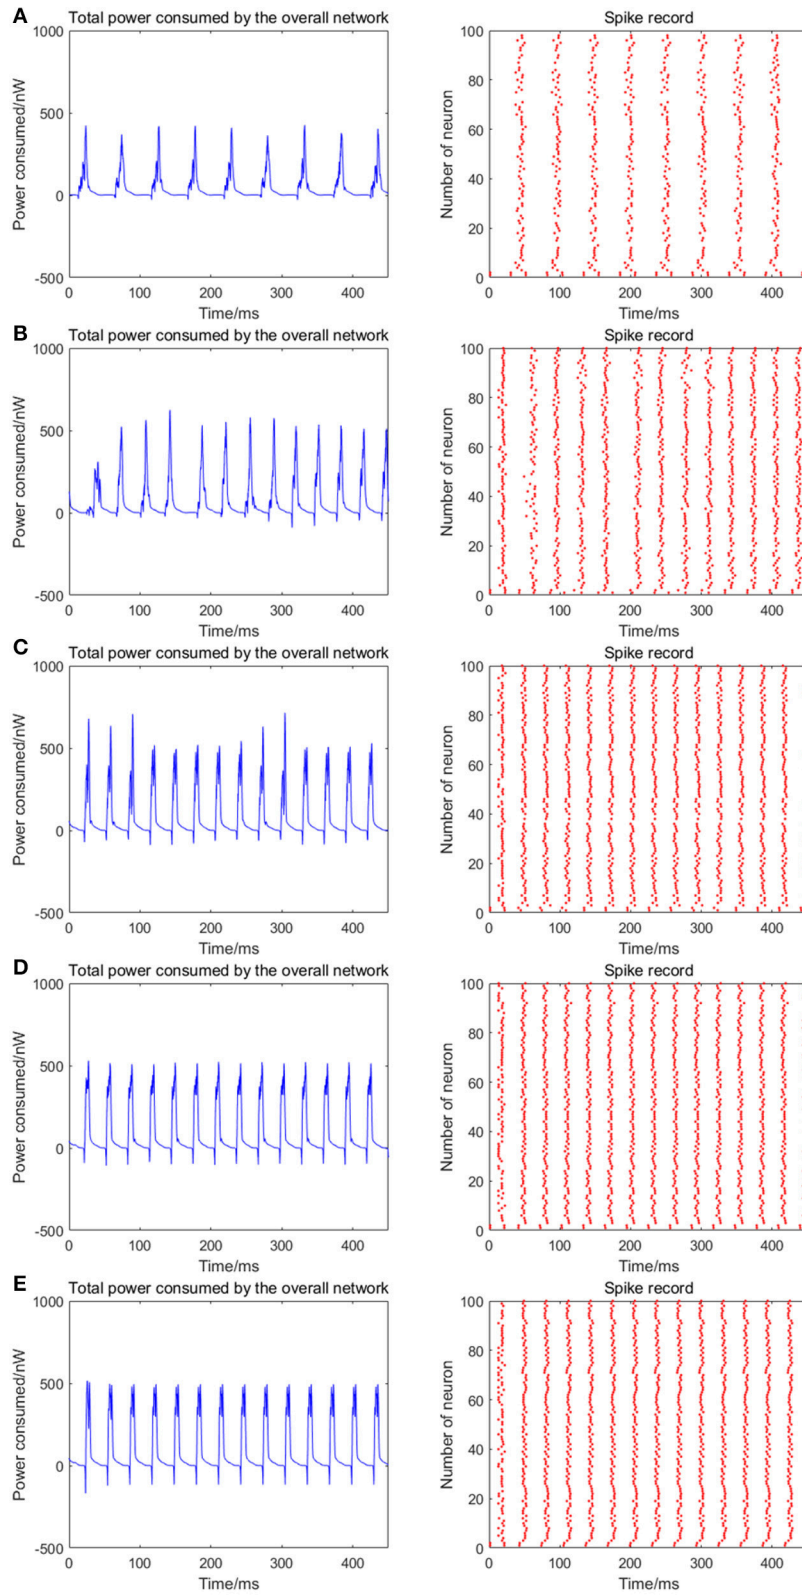 A
Total power consumed by the overall network
Spike record
1000
500
0
-500
Power consumed/nW
0 100 200 300 400
Time/ms
100
80
60
40
20
0
Number of neuron
0 100 200 300 400
Time/ms
B
Total power consumed by the overall network
Spike record
1000
500
0
-500
Power consumed/nW
0 100 200 300 400
Time/ms
100
80
60
40
20
0
Number of neuron
0 100 200 300 400
Time/ms
C
Total power consumed by the overall network
Spike record
1000
500
0
-500
Power consumed/nW
0 100 200 300 400
Time/ms
100
80
60
40
20
0
Number of neuron
0 100 200 300 400
Time/ms
D
Total power consumed by the overall network
Spike record
1000
500
0
-500
Power consumed/nW
0 100 200 300 400
Time/ms
100
80
60
40
20
0
Number of neuron
0 100 200 300 400
Time/ms
E
Total power consumed by the overall network
Spike record
1000
500
0
-500
Power consumed/nW
0 100 200 300 400
Time/ms
100
80
60
40
20
0
Number of neuron
0 100 200 300 400
Time/ms